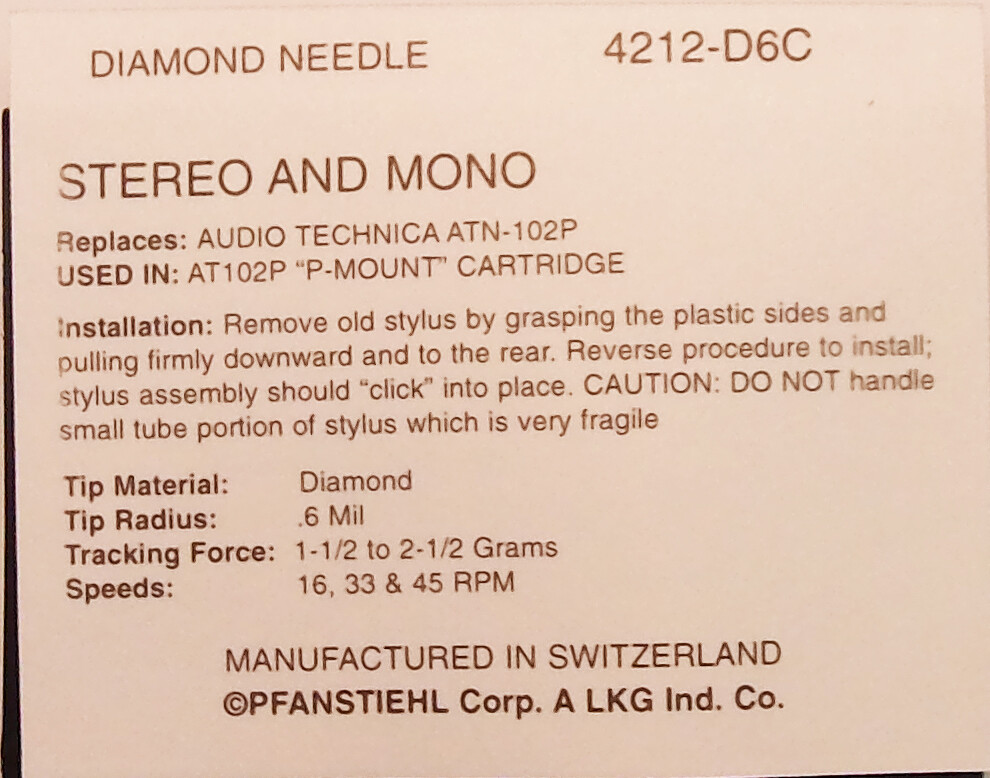 DIAMOND NEEDLE 4212-D6C
STEREO AND MONO
Replaces: AUDIO TECHNICA ATN-102P
USED IN: AT102P "P-MOUNT" CARTRIDGE
Installation: Remove old stylus by grasping the plastic sides and
pulling firmly downward and to the rear. Reverse procedure to install;
stylus assembly should "click" into place. CAUTION: DO NOT handle
small tube portion of stylus which is very fragile
Tip Material: Diamond
Tip Radius: .6 Mil
Tracking Force: 1-1/2 to 2-1/2 Grams
Speeds: 16, 33 & 45 RPM
MANUFACTURED IN SWITZERLAND
©PFANSTIEHL Corp. A LKG Ind. Co.